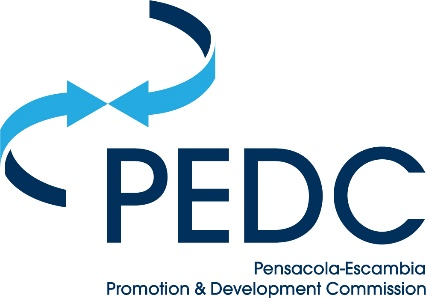 PEDC
Pensacola-Escambia
Promotion & Development Commission